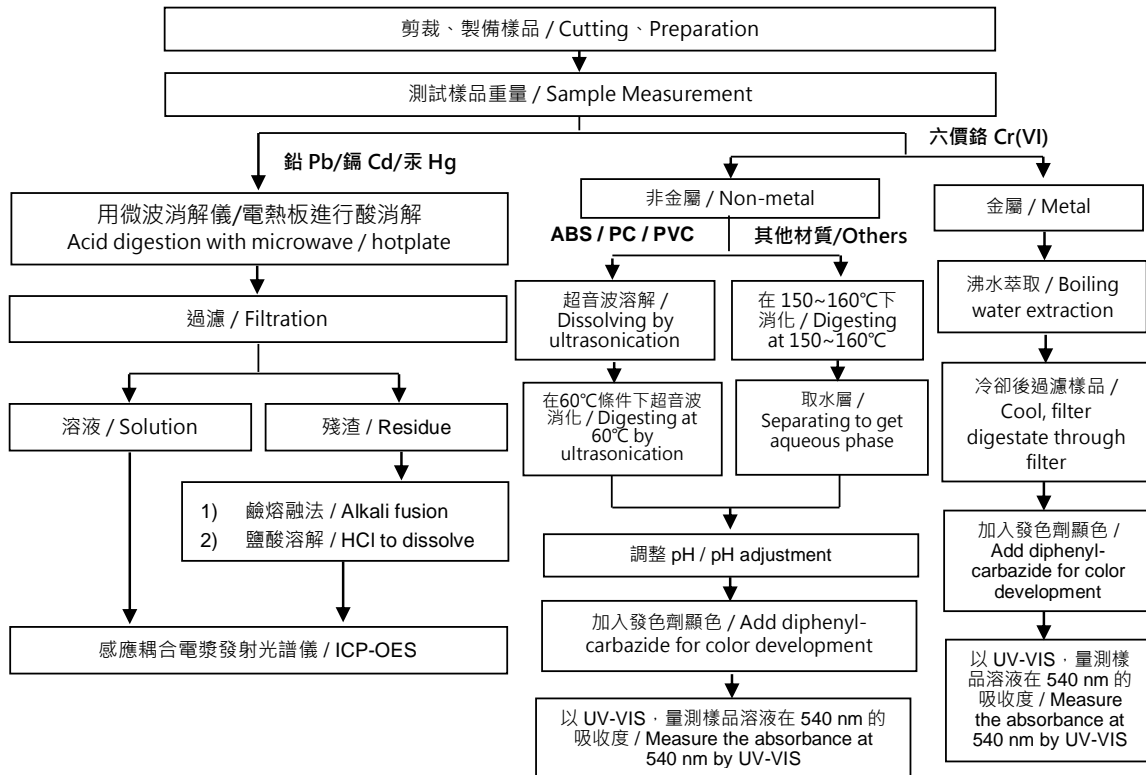 剪裁、製備樣品 / Cutting、Preparation
測試樣品重量 / Sample Measurement
鉛 Pb/鎘 Cd/汞 Hg
六價鉻 Cr(VI)
用微波消解儀/電熱板進行酸消解
Acid digestion with microwave / hotplate
過濾 / Filtration
溶液 / Solution
殘渣 / Residue
1) 鹼熔融法 / Alkali fusion
2) 鹽酸溶解 / HCl to dissolve
感應耦合電漿發射光譜儀 / ICP-OES
非金屬 / Non-metal
ABS / PC / PVC
其他材質/Others
超音波溶解 /
Dissolving by
ultrasonication
在60℃條件下超音波
消化 / Digesting at
60℃ by
ultrasonication
在 150~160℃下
消化 / Digesting
at 150~160℃
取水層 /
Separating to get
aqueous phase
調整 pH / pH adjustment
加入發色劑顯色 / Add diphenyl-
carbazide for color development
以 UV-VIS﹐量測樣品溶液在 540 nm 的
吸收度 / Measure the absorbance at
540 nm by UV-VIS
金屬 / Metal
沸水萃取 / Boiling
water extraction
冷卻後過濾樣品 /
Cool, filter
digestate through
filter
加入發色劑顯色 /
Add diphenyl-
carbazide for color
development
以 UV-VIS﹐量測樣
品溶液在 540 nm 的
吸收度 / Measure
the absorbance at
540 nm by UV-VIS